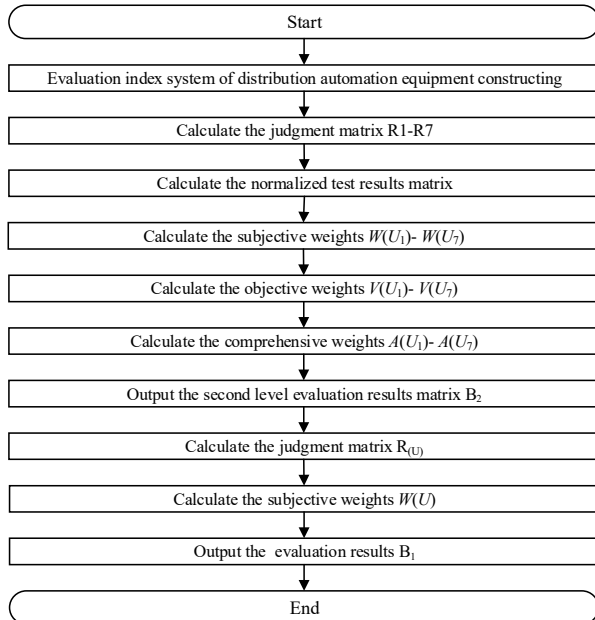 Start
Evaluation index system of distribution automation equipment constructing
Calculate the judgment matrix R1-R7
Calculate the normalized test results matrix
Calculate the subjective weights W(U₁)- W(U₇)
Calculate the objective weights V(U₁)- V(U₇)
Calculate the comprehensive weights A(U₁)- A(U₇)
Output the second level evaluation results matrix B₂
Calculate the judgment matrix R₍U₎
Calculate the subjective weights W(U)
Output the evaluation results B₁
End